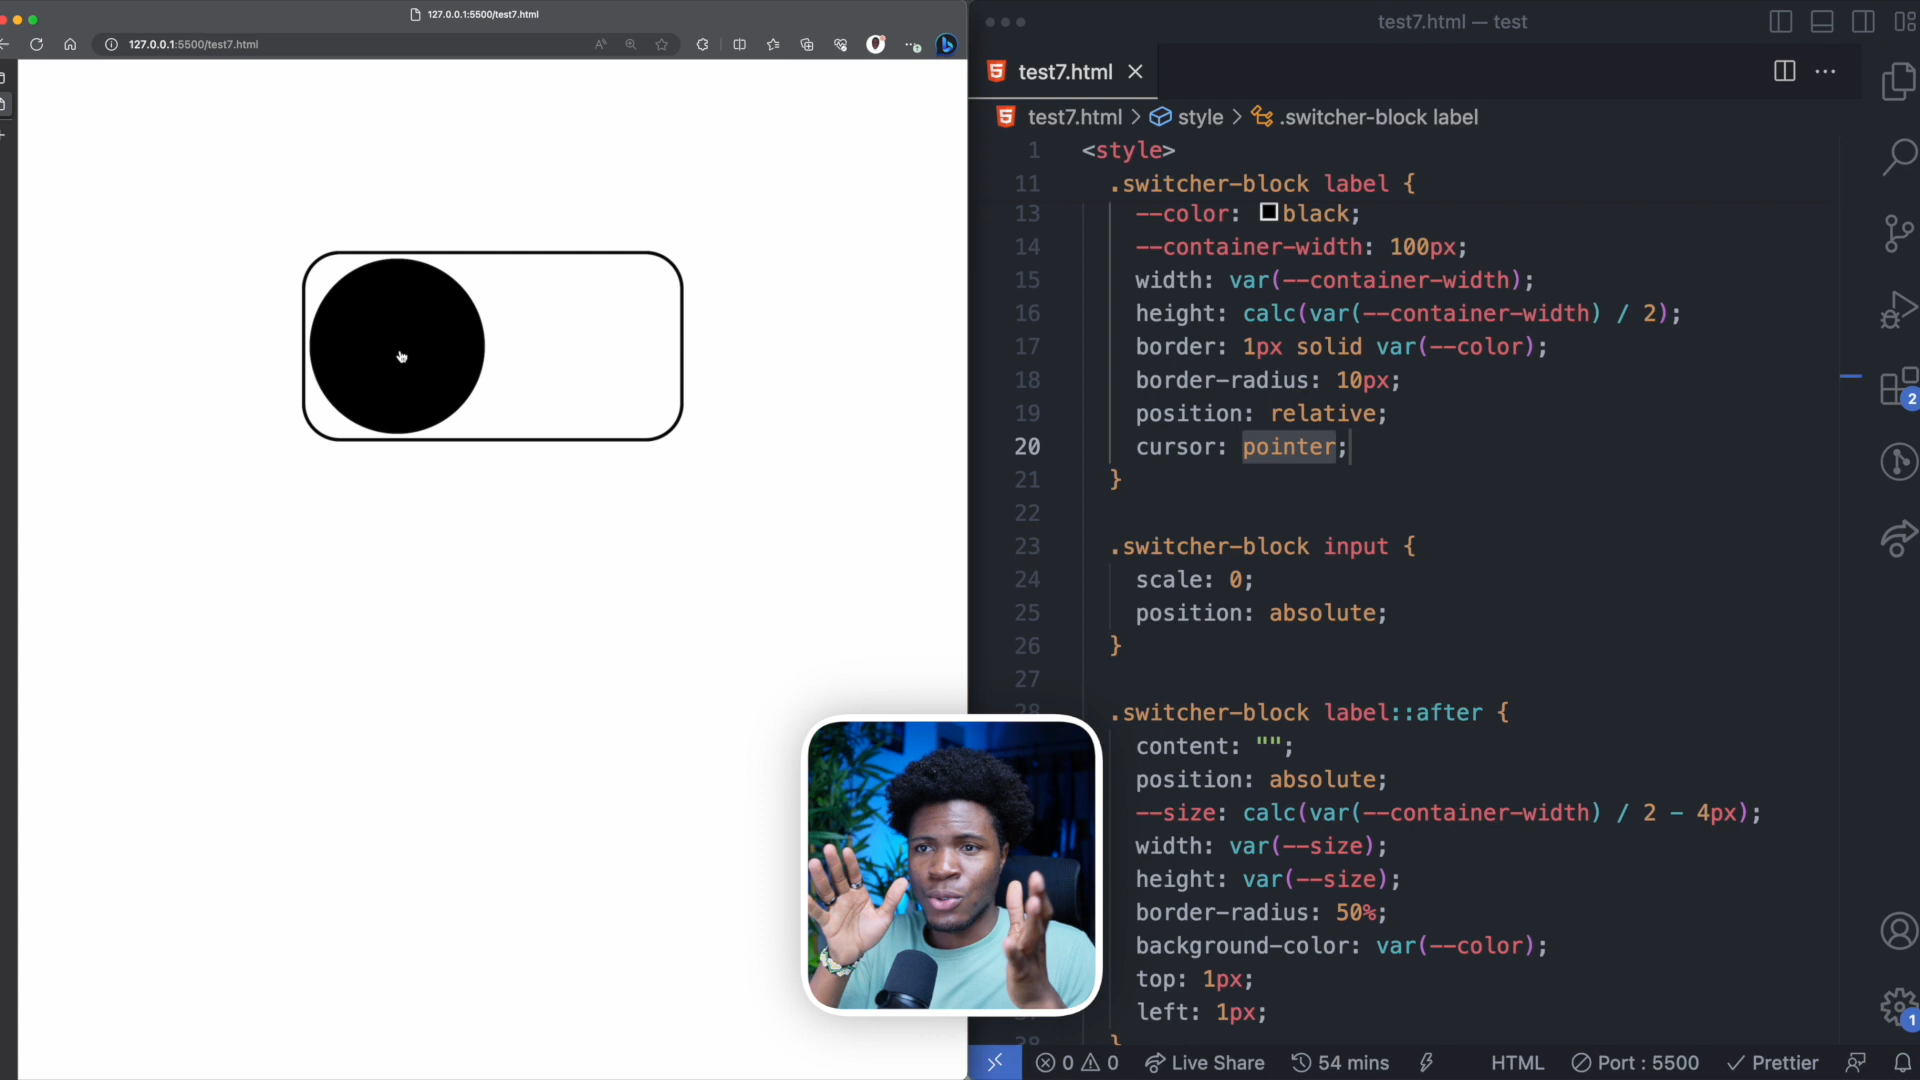 127.0.0.1:5500/test7.html
127.0.0.1:5500/test7.html
test7.html — test
test7.html
test7.html > style > .switcher-block label
1 <style>
11 .switcher-block label {
13 --color: black;
14 --container-width: 100px;
15 width: var(--container-width);
16 height: calc(var(--container-width) / 2);
17 border: 1px solid var(--color);
18 border-radius: 10px;
19 position: relative;
20 cursor: pointer;
21 }
22
23 .switcher-block input {
24 scale: 0;
25 position: absolute;
26 }
27
28 .switcher-block label::after {
content: "";
position: absolute;
--size: calc(var(--container-width) / 2 - 4px);
width: var(--size);
height: var(--size);
border-radius: 50%;
background-color: var(--color);
top: 1px;
left: 1px;
}
2
1
0 0 Live Share 54 mins HTML Port : 5500 Prettier